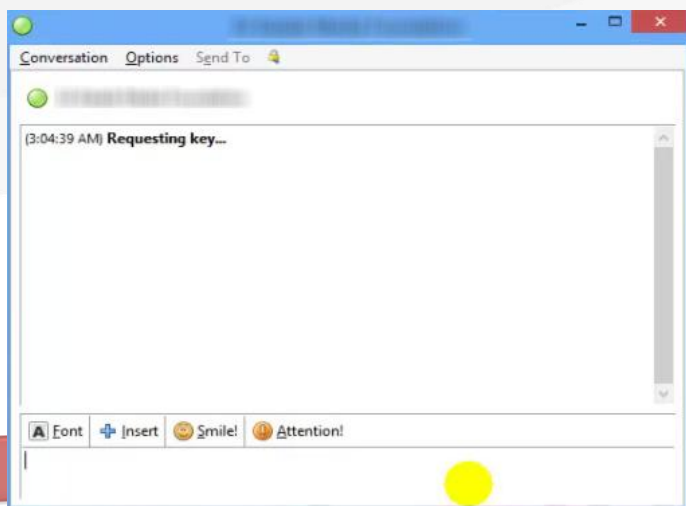 Conversation Options Send To
(3:04:39 AM) Requesting key...
A Font Insert Smile! Attention!